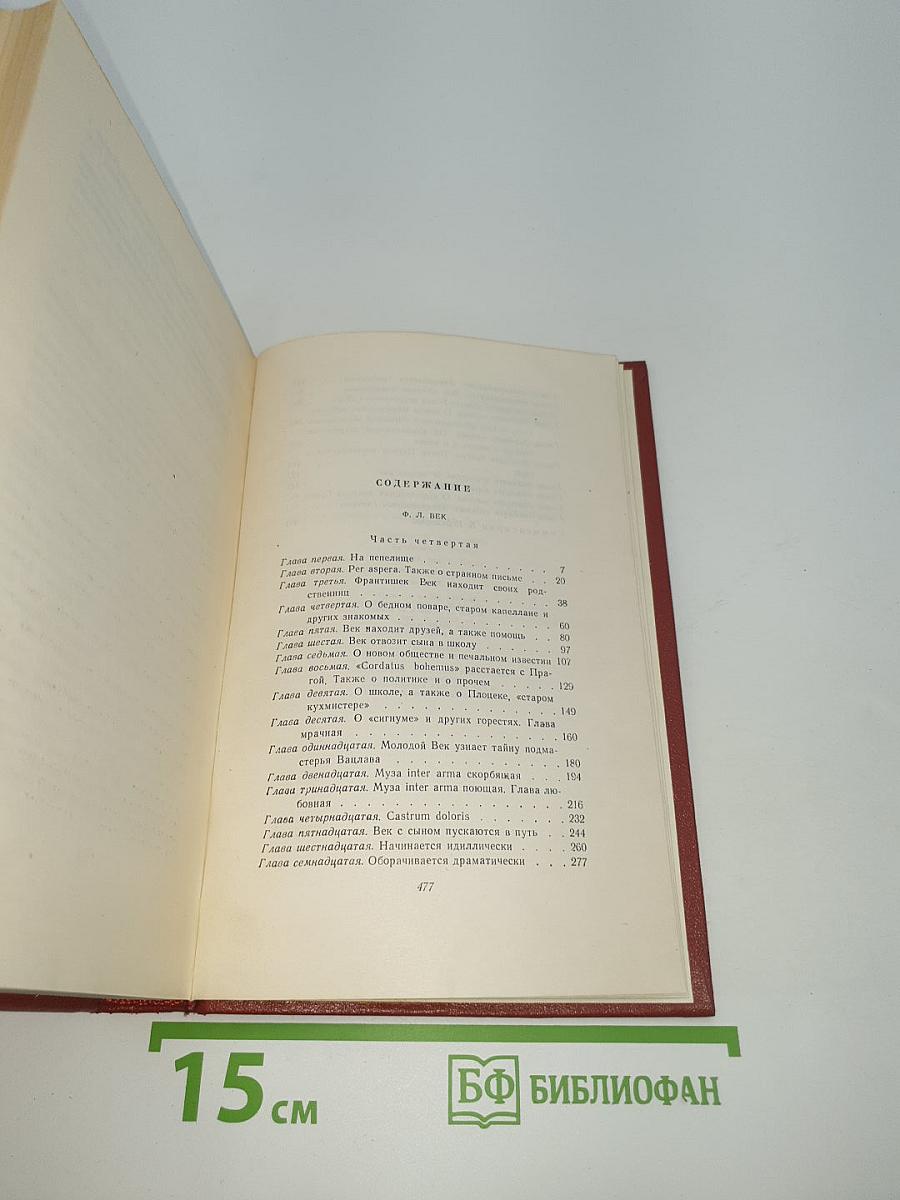 СОДЕРЖАНИЕ
Ф. Л. ВЕК
Часть четвертая
Глава первая. На пепелище . . . . . . . . . . . 7
Глава вторая. Per aspera. Также о странном письме . . 20
Глава третья. Франтишек Век находит своих род-
ственниц . . . . . . . . . . . . . . . 38
Глава четвертая. О бедном поваре, старом капеллане и
других знакомых . . . . . . . . . . . . 60
Глава пятая. Век находит друзей, а также помощь . . 80
Глава шестая. Век отвозит сына в школу . . . . . . 97
Глава седьмая. О новом обществе и печальном известии 107
Глава восьмая. «Cordatus bohemus» расстается с Пра-
гой, Также о политике и о прочем . . . . . 129
Глава девятая. О школе, а также о Плоцеке, «старом
кухмистере» . . . . . . . . . . . . . . 149
Глава десятая. О «сигнуме» и других горестях. Глава
мрачная . . . . . . . . . . . . . . . 160
Глава одиннадцатая. Молодой Век узнает тайну подма-
стерья Вацлава . . . . . . . . . . . . 180
Глава двенадцатая. Муза inter arma скорбящая . . . 194
Глава тринадцатая. Муза inter arma поющая. Глава лю-
бовная . . . . . . . . . . . . . . . . 216
Глава четырнадцатая. Castrum doloris . . . . . . . 232
Глава пятнадцатая. Век с сыном пускаются в путь . . 244
Глава шестнадцатая. Начинается идиллически . . . . 260
Глава семнадцатая. Оборачивается драматически . . . 277
477
15 см
БФ БИБЛИОФАН